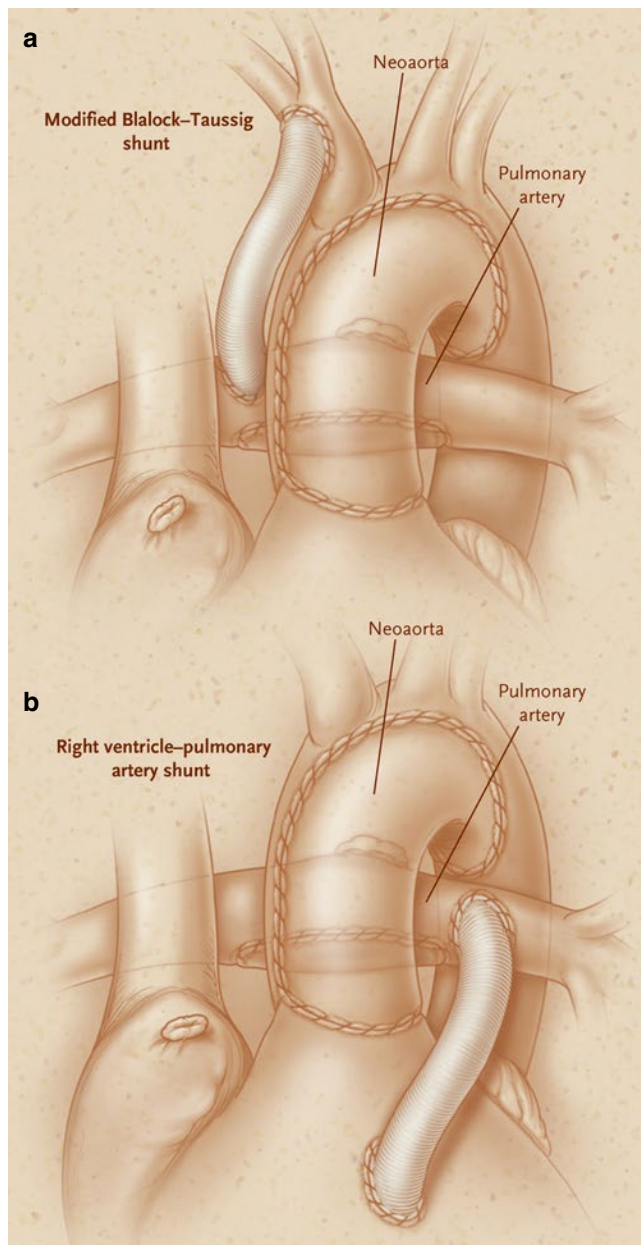 a
Neoaorta
Modified Blalock–Taussig
shunt
Pulmonary
artery
Neoaorta
b
Pulmonary
artery
Right ventricle–pulmonary
artery shunt